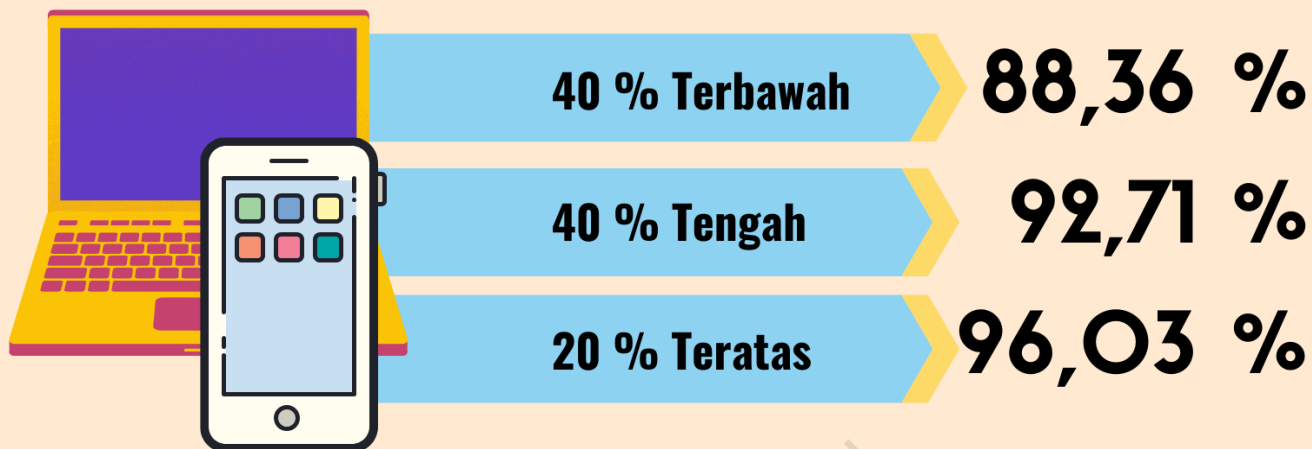 40 % Terbawah 88,36 %
40 % Tengah 92,71 %
20 % Teratas 96,03 %